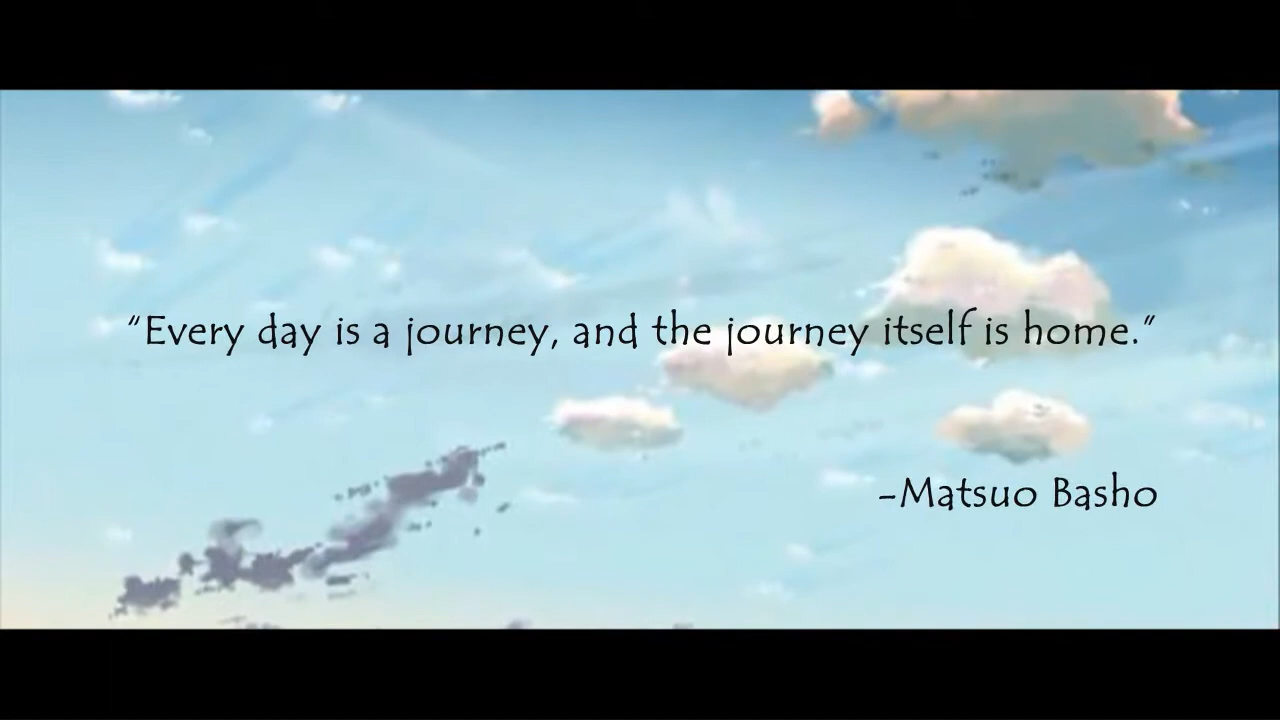 “Every day is a journey, and the journey itself is home.”
-Matsuo Basho